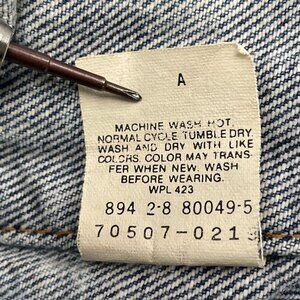 A
MACHINE WASH HOT.
NORMAL CYCLE TUMBLE DRY
WASH AND DRY WITH LIKE
COLORS. COLOR MAY TRANS-
FER WHEN NEW. WASH
BEFORE WEARING.
WPL 423
894 2-8 80049-5
70507-0213